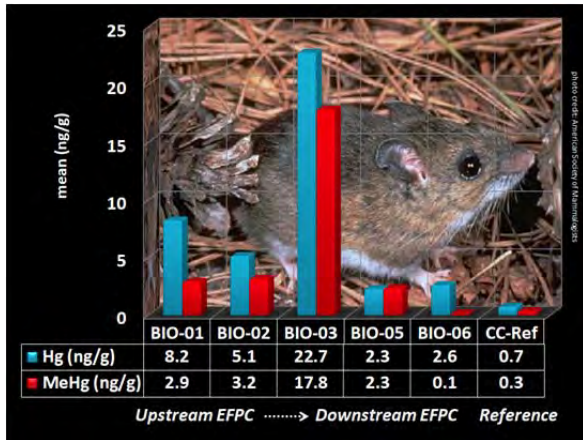 25
20
15
10
5
0
mean (ng/g)
photo credit: American Society of Mammalogists
BIO-01 BIO-02 BIO-03 BIO-05 BIO-06 CC-Ref
Hg (ng/g) 8.2 5.1 22.7 2.3 2.6 0.7
MeHg (ng/g) 2.9 3.2 17.8 2.3 0.1 0.3
Upstream EFPC ········> Downstream EFPC Reference